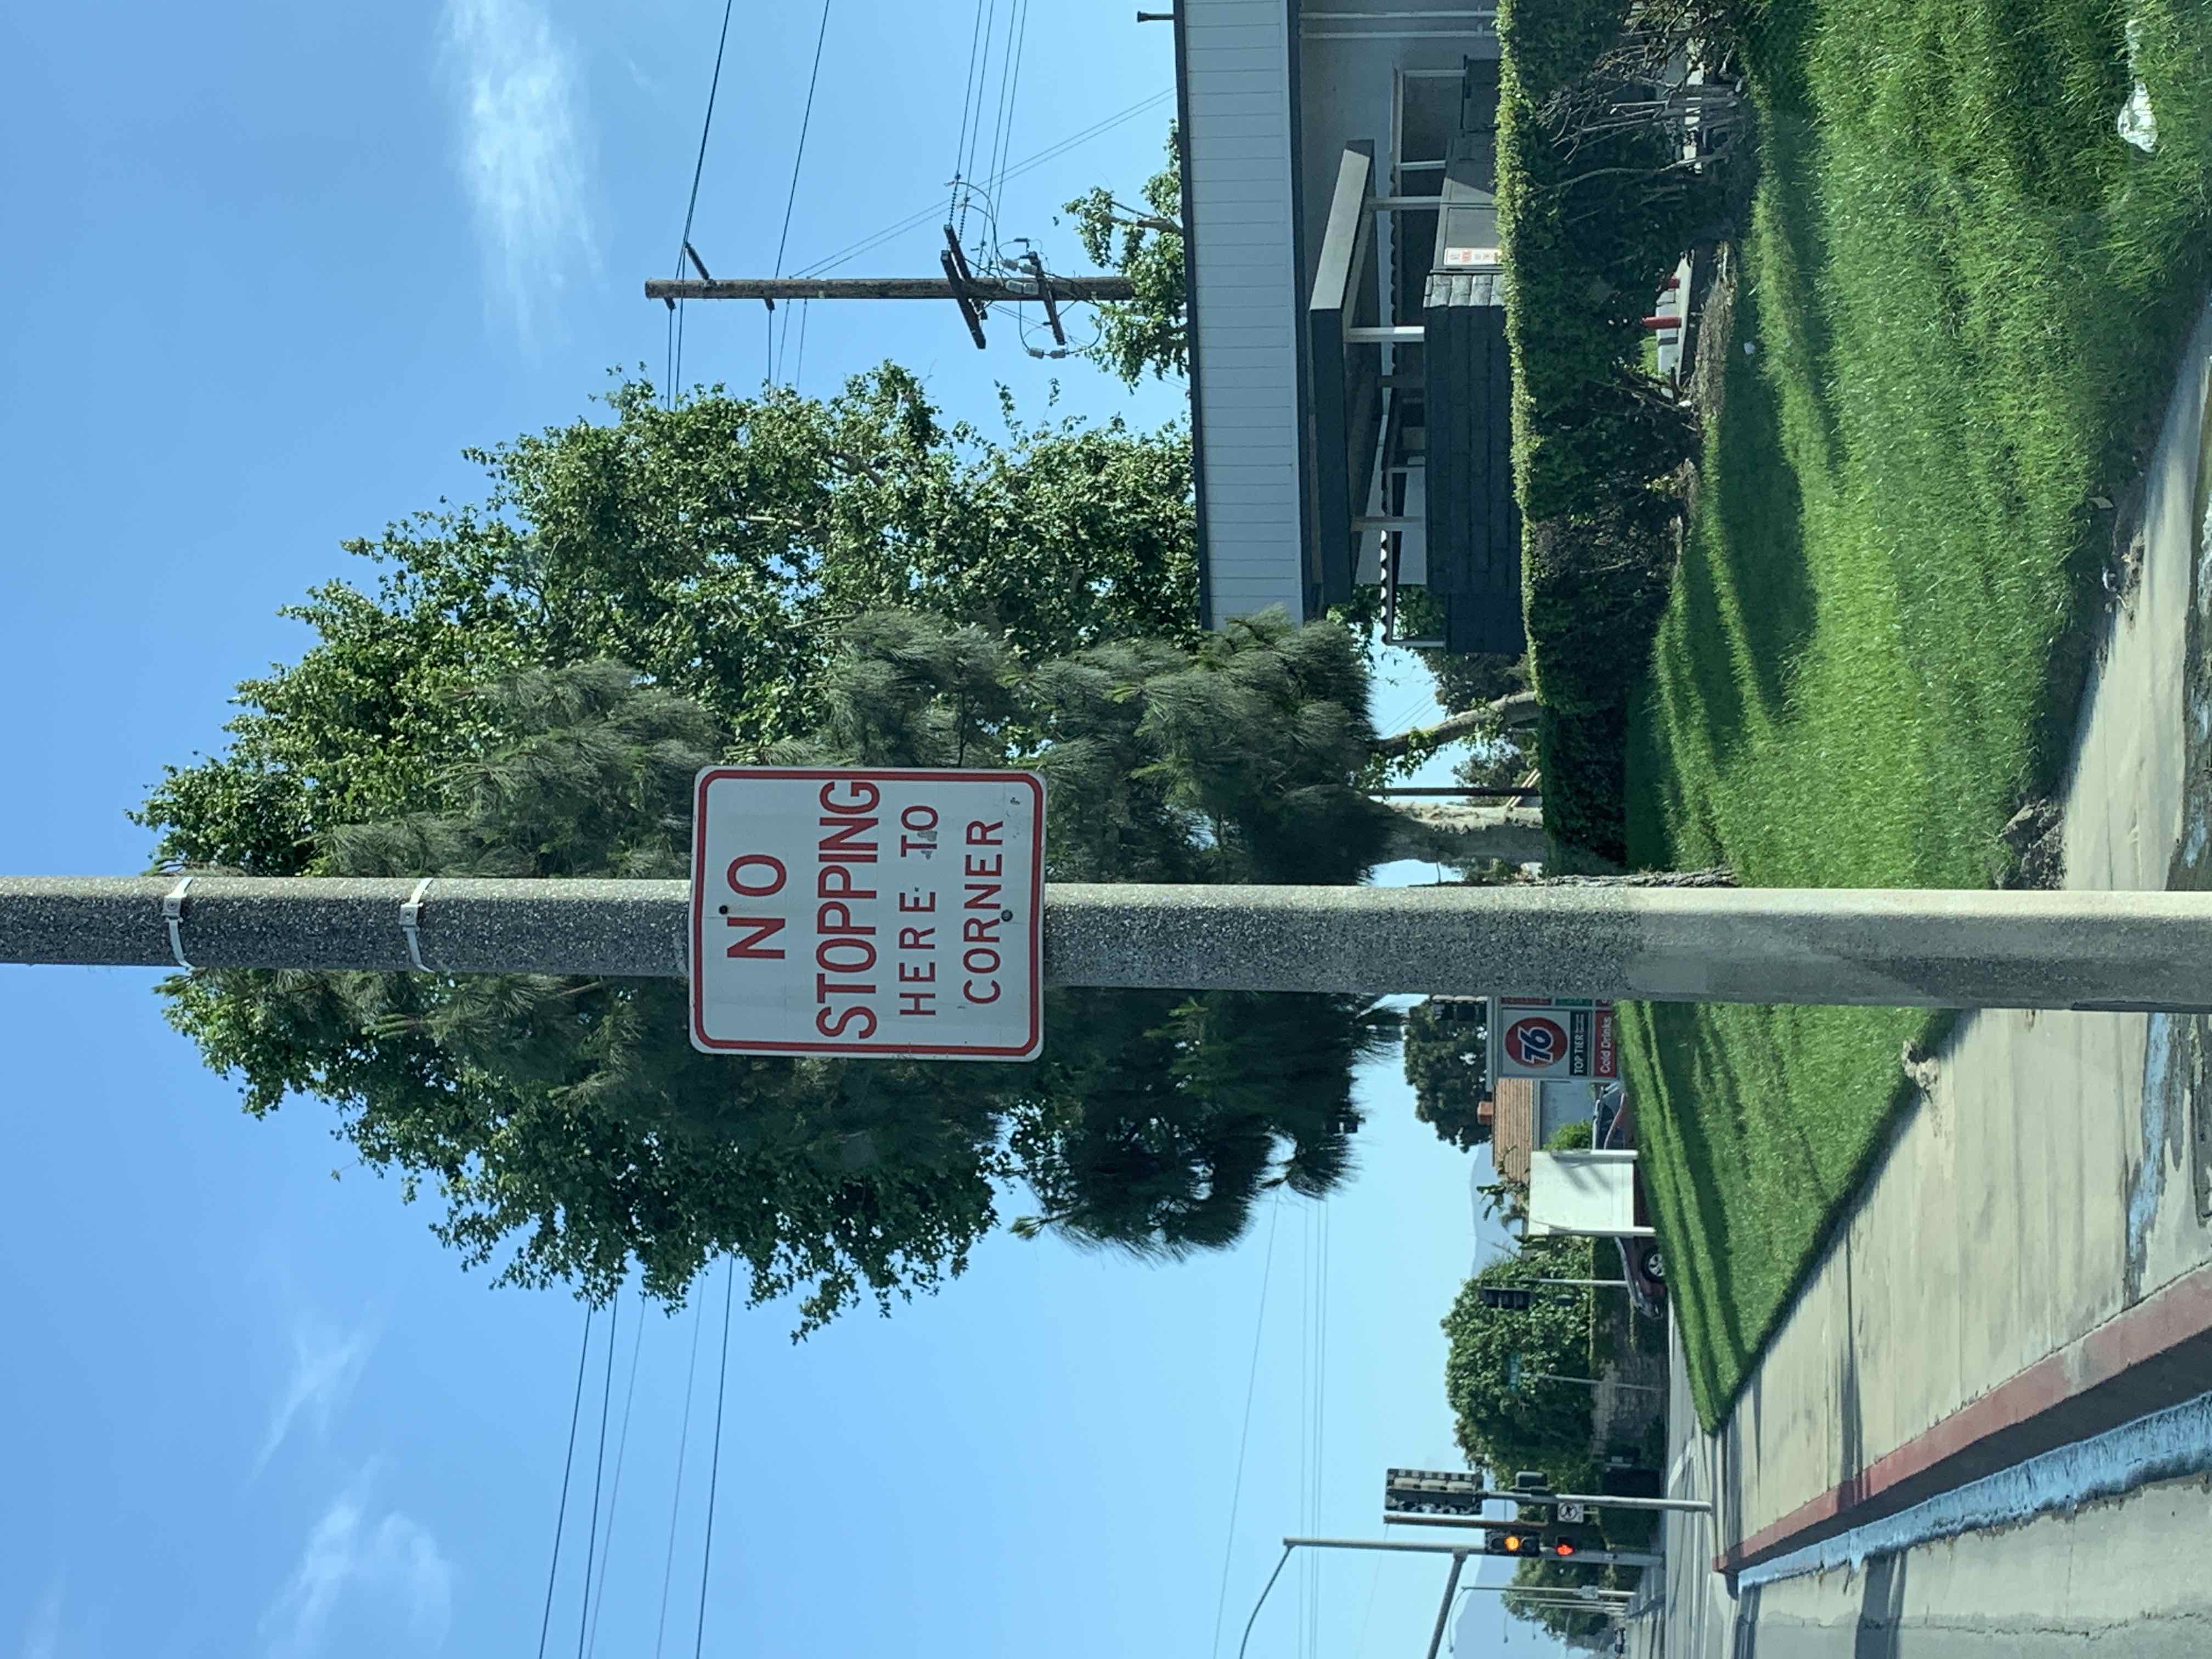 NO
STOPPING
HERE TO
CORNER
76
TOP TIER
Cold Drinks